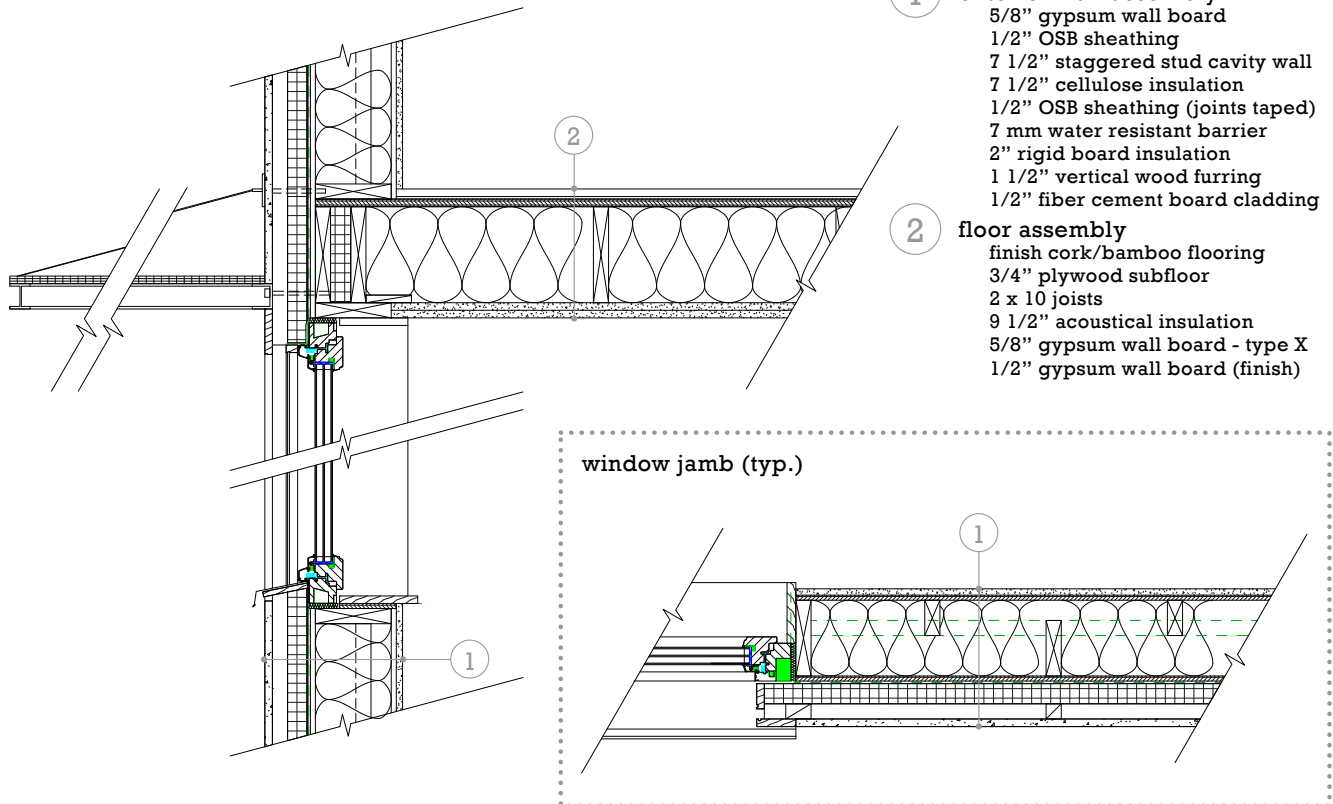 1
5/8” gypsum wall board
1/2” OSB sheathing
7 1/2” staggered stud cavity wall
7 1/2” cellulose insulation
1/2” OSB sheathing (joints taped)
7 mm water resistant barrier
2” rigid board insulation
1 1/2” vertical wood furring
1/2” fiber cement board cladding
2
floor assembly
finish cork/bamboo flooring
3/4” plywood subfloor
2 x 10 joists
9 1/2” acoustical insulation
5/8” gypsum wall board - type X
1/2” gypsum wall board (finish)
2
1
window jamb (typ.)
1